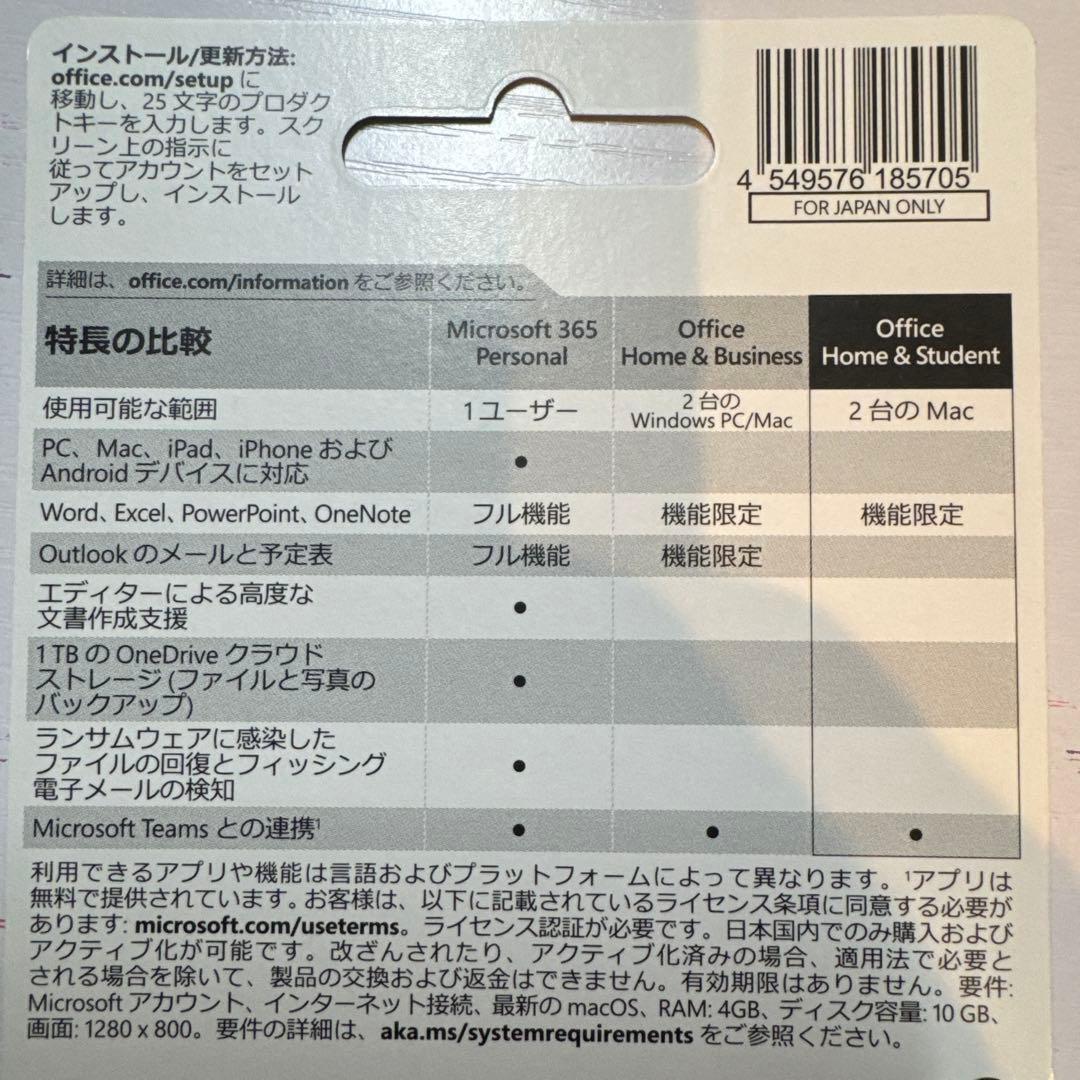 インストール/更新方法:
office.com/setup に
移動し、25 文字のプロダク
トキーを入力します。スク
リーン上の指示に
従ってアカウントをセット
アップし、インストール
します。
4 549576 185705
FOR JAPAN ONLY
詳細は、office.com/information をご参照ください。
特長の比較
Microsoft 365
Personal
Office
Home & Business
Office
Home & Student
使用可能な範囲
1 ユーザー
2 台の
Windows PC/Mac
2 台の Mac
PC、Mac、iPad、iPhone および
Android デバイスに対応
●
Word、Excel、PowerPoint、OneNote
フル機能
機能限定
機能限定
Outlook のメールと予定表
フル機能
機能限定
エディターによる高度な
文書作成支援
●
1 TB の OneDrive クラウド
ストレージ (ファイルと写真の
バックアップ)
●
ランサムウェアに感染した
ファイルの回復とフィッシング
電子メールの検知
●
Microsoft Teams との連携¹
●
●
●
利用できるアプリや機能は言語およびプラットフォームによって異なります。¹アプリは
無料で提供されています。お客様は、以下に記載されているライセンス条項に同意する必要が
あります: microsoft.com/useterms。ライセンス認証が必要です。日本国内でのみ購入および
アクティブ化が可能です。改ざんされたり、アクティブ化済みの場合、適用法で必要と
される場合を除いて、製品の交換および返金はできません。有効期限はありません。要件:
Microsoft アカウント、インターネット接続、最新の macOS、RAM: 4GB、ディスク容量: 10 GB、
画面: 1280 x 800。要件の詳細は、aka.ms/systemrequirements をご参照ください。